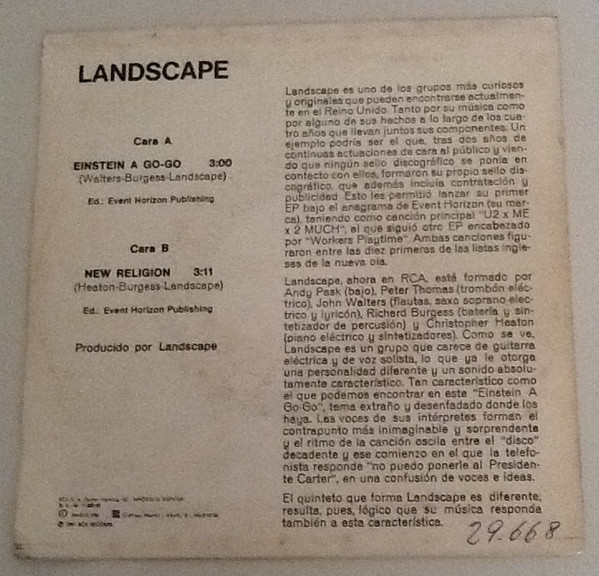 LANDSCAPE
Cara A
EINSTEIN A GO-GO 3:00
(Walters-Burgess-Landscape)
Ed.: Event Horizon Publishing
Cara B
NEW RELIGION 3:11
(Heaton-Burgess-Landscape)
Ed.: Event Horizon Publishing
Producido por Landscape
Landscape es uno de los grupos más curiosos
y originales que pueden encontrarse actualmen-
te en el Reino Unido. Tanto por su música como
por alguno de sus hechos a lo largo de los cua-
tro años que llevan juntos sus componentes. Un
ejemplo podría ser el que, tras dos años de
continuas actuaciones de cara al público y vien-
do que ningún sello discográfico se ponía en
contacto con ellos, formaron su propio sello dis-
cográfico, que además incluía contratación y
publicidad. Esto les permitió lanzar su primer
EP bajo el anagrama de Event Horizon (su mar-
ca), teniendo como canción principal "U2 x ME
x 2 MUCH", al que siguió otro EP encabezado
por "Workers Playtime". Ambas canciones figu-
raron entre las diez primeras de las listas ingle-
sas de la nueva ola.
Landscape, ahora en RCA, está formado por
Andy Pask (bajo), Peter Thomas (trombón eléc-
trico), John Walters (flautas, saxo soprano eléc-
trico y lyricón), Richard Burgess (batería y sin-
tetizador de percusión) y Christopher Heaton
(piano eléctrico y sintetizadores). Como se ve,
Landscape es un grupo que carece de guitarra
eléctrica y de voz solista, lo que ya le otorga
una personalidad diferente y un sonido absolu-
tamente característico. Tan característico como
el que podemos encontrar en este "Einstein A
Go-Go", tema extraño y desenfadado donde los
haya. Las voces de sus intérpretes forman el
contrapunto más inimaginable y sorprendente
y el ritmo de la canción oscila entre el "disco"
decadente y ese comienzo en el que la telefo-
nista responde "no puedo ponerle al Presiden-
te Carter", en una confusión de voces e ideas.
El quinteto que forma Landscape es diferente;
resulta, pues, lógico que su música responda
también a esta característica.
29.668